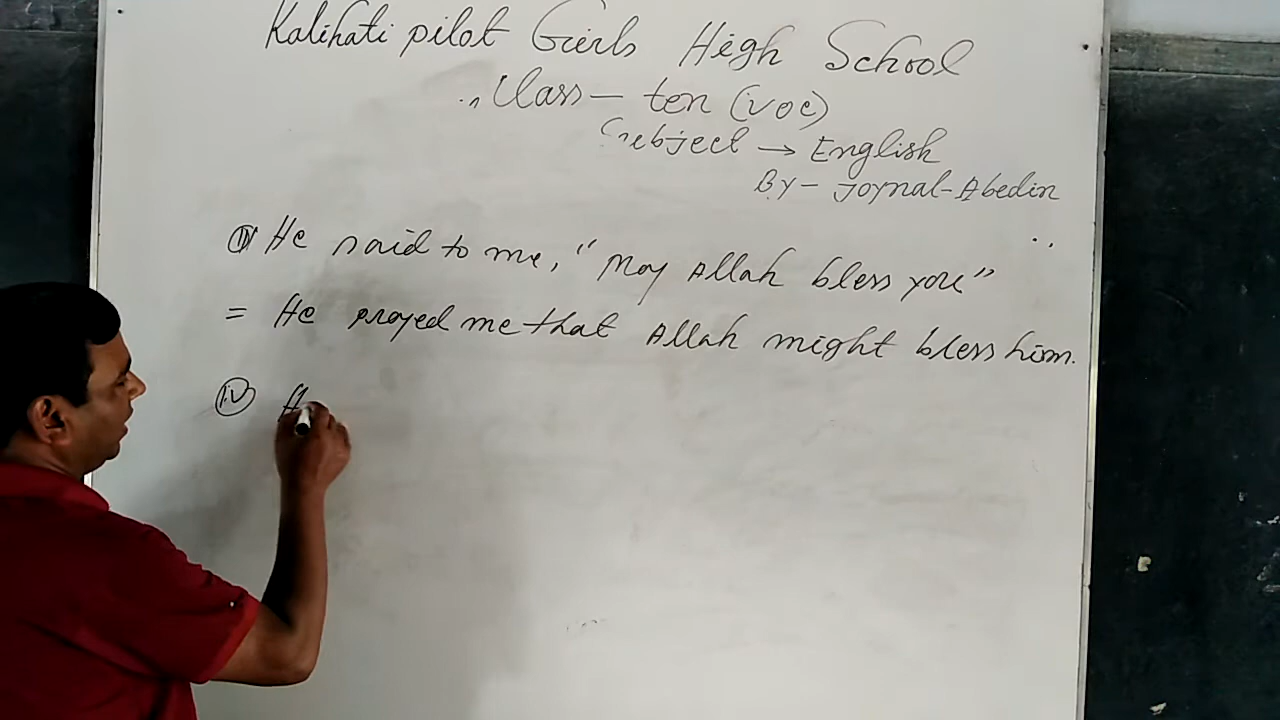 Kalihati pilot Girls High School
Class — ten (voc)
Subject → English
By - Joynal-Abedin
He said to me, "May Allah bless you"
= He prayed me that Allah might bless him.
(iv) H